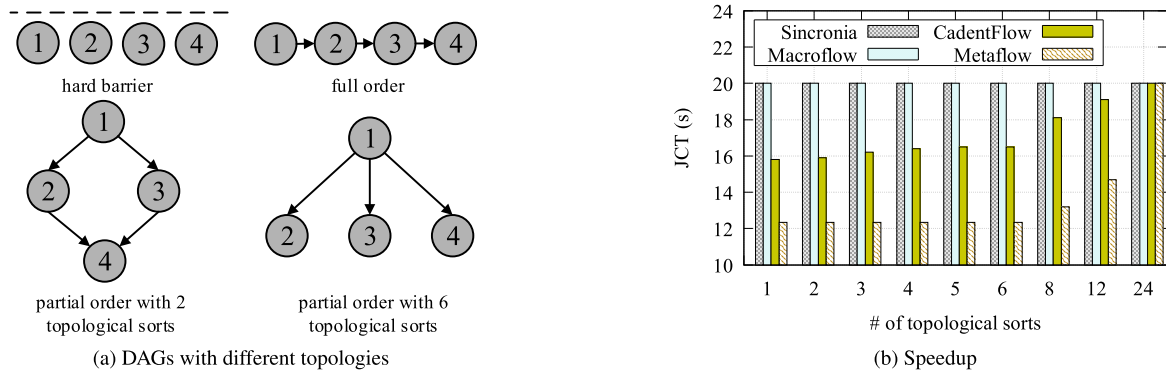 1 2 3 4
hard barrier
1 2 3 4
full order
1
2 3
4
partial order with 2
topological sorts
1
2 3 4
partial order with 6
topological sorts
(a) DAGs with different topologies
Sincronia CadentFlow
Macroflow Metaflow
JCT (s)
24
22
20
18
16
14
12
10
1 2 3 4 5 6 8 12 24
# of topological sorts
(b) Speedup